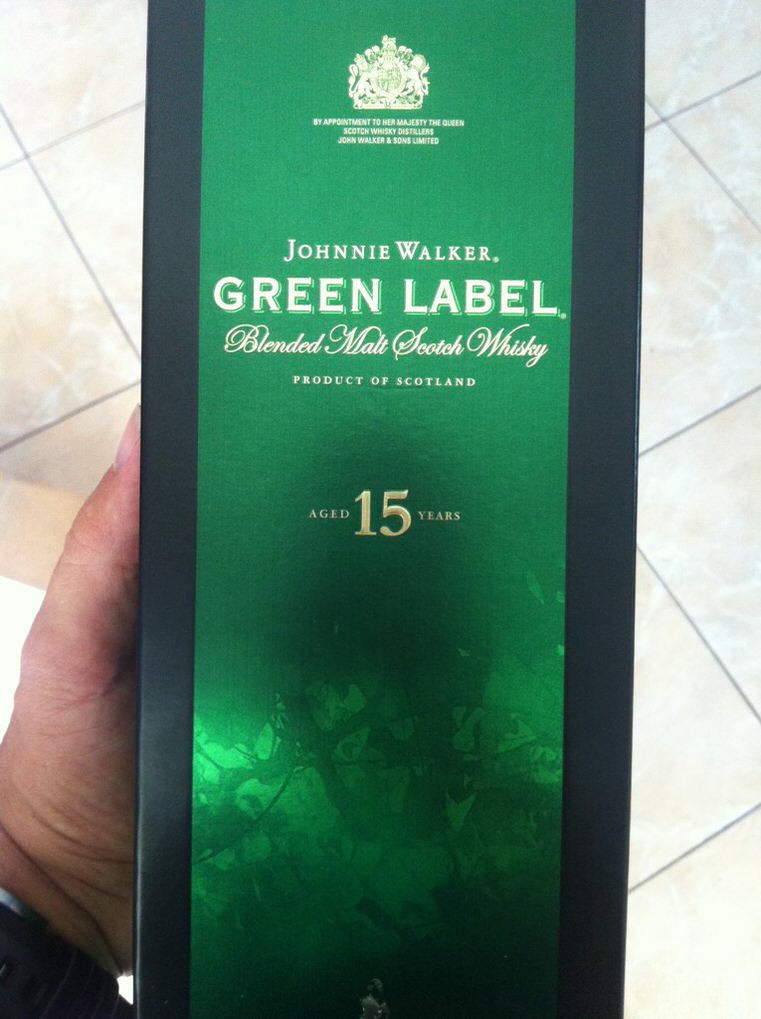 BY APPOINTMENT TO HER MAJESTY THE QUEEN
SCOTCH WHISKY DISTILLERS
JOHN WALKER & SONS LIMITED
JOHNNIE WALKER®
GREEN LABEL®
Blended Malt Scotch Whisky
PRODUCT OF SCOTLAND
AGED 15 YEARS